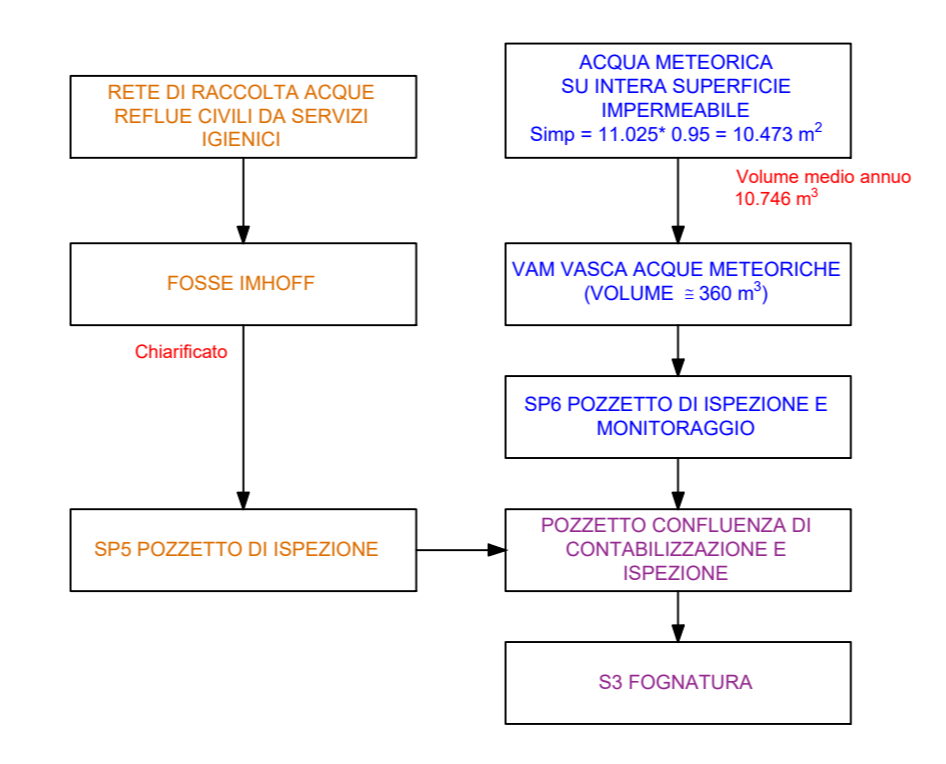 RETE DI RACCOLTA ACQUE
REFLUE CIVILI DA SERVIZI
IGIENICI
FOSSE IMHOFF
Chiarificato
SP5 POZZETTO DI ISPEZIONE
ACQUA METEORICA
SU INTERA SUPERFICIE
IMPERMEABILE
Simp = 11.025* 0.95 = 10.473 m²
Volume medio annuo
10.746 m³
VAM VASCA ACQUE METEORICHE
(VOLUME ≅ 360 m³)
SP6 POZZETTO DI ISPEZIONE E
MONITORAGGIO
POZZETTO CONFLUENZA DI
CONTABILIZZAZIONE E
ISPEZIONE
S3 FOGNATURA